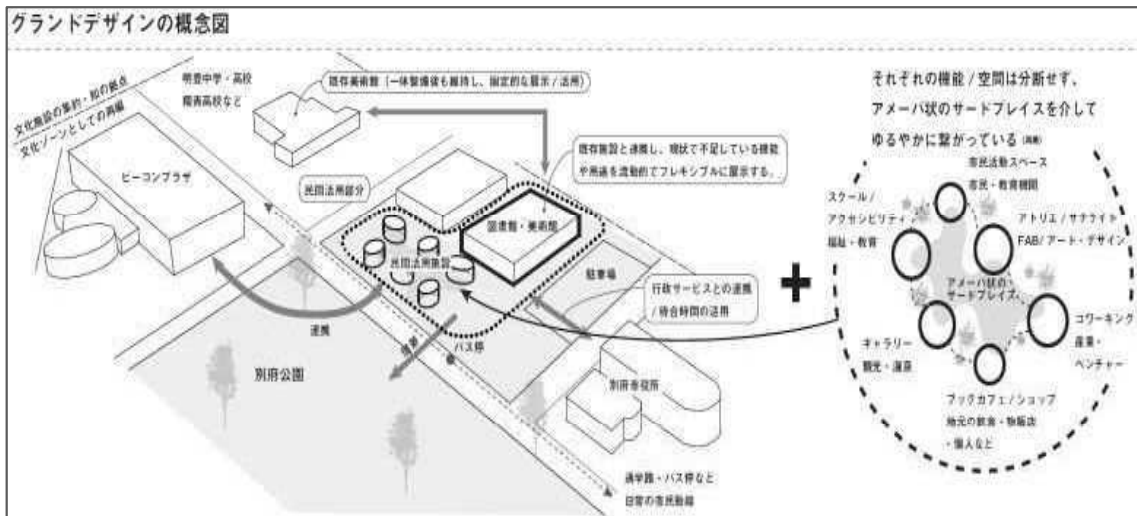 グランドデザインの概念図
文化施設の集約・知の拠点
文化ゾーンとしての再編
明豊中学・高校
既存美術館(一体整備後も維持し、固定的な展示/活用)
既存施設と連携し、現状で不足している機能
や用途を流動的でフレキシブルに展示する。
ビーコンプラザ
民間活用部分
図書館・美術館
民間活用施設
駐車場
行政サービスとの連携
/待合時間の活用
連携
連携
バス停
別府公園
別府市役所
通学路・バス停など
日常の市民動線
それぞれの機能/空間は分断せず、
アメーバ状のサードプレイスを介して
ゆるやかに繋がっている
市民活動スペース
市民・教育機関
スクール/
アクセシビリティ
福祉・教育
アトリエ/サテライト
FAB/アート・デザイン
アメーバ状の
サードプレイス
コワーキング
産業・
ベンチャー
ギャラリー
観光・温泉
ブックカフェ/ショップ
地元の飲食・物販店
・個人など